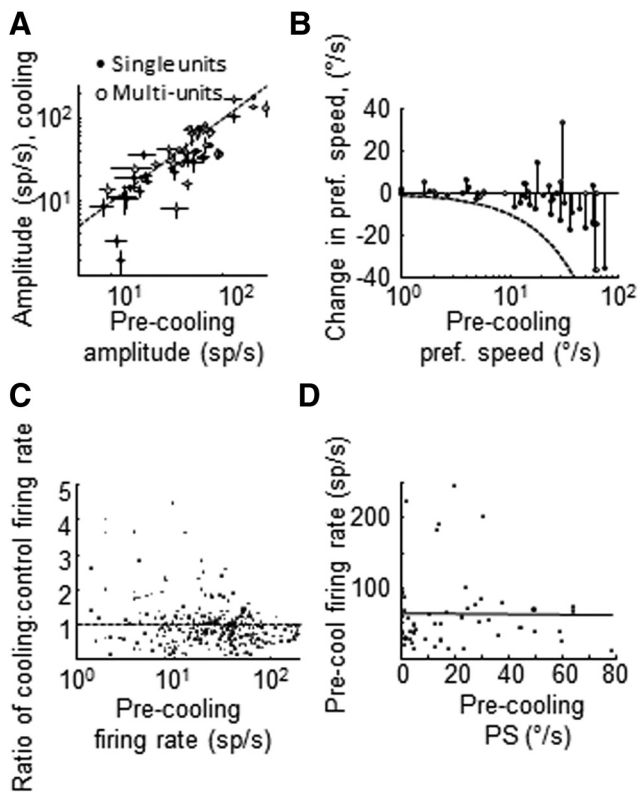 A
Amplitude (sp/s), cooling
Single units
Multi-units
10²
10¹
10¹
10²
Pre-cooling
amplitude (sp/s)
B
Change in pref. speed, (°/s)
40
20
0
-20
-40
10⁰
10¹
10²
Pre-cooling
pref. speed (°/s)
C
Ratio of cooling:control firing rate
5
4
3
2
1
10⁰
10¹
10²
Pre-cooling
firing rate (sp/s)
D
Pre-cool firing rate (sp/s)
200
100
0
20
40
60
80
Pre-cooling
PS (°/s)